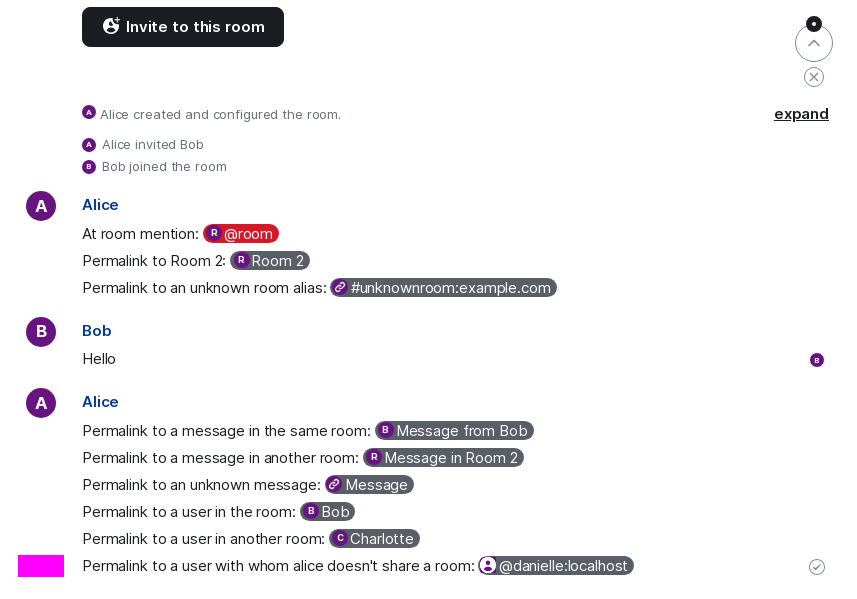 Invite to this room
A Alice created and configured the room. expand
A Alice invited Bob
B Bob joined the room
A Alice
At room mention: R @room
Permalink to Room 2: R Room 2
Permalink to an unknown room alias: #unknownroom:example.com
B Bob
Hello B
A Alice
Permalink to a message in the same room: B Message from Bob
Permalink to a message in another room: R Message in Room 2
Permalink to an unknown message: Message
Permalink to a user in the room: B Bob
Permalink to a user in another room: C Charlotte
Permalink to a user with whom alice doesn't share a room: @danielle:localhost